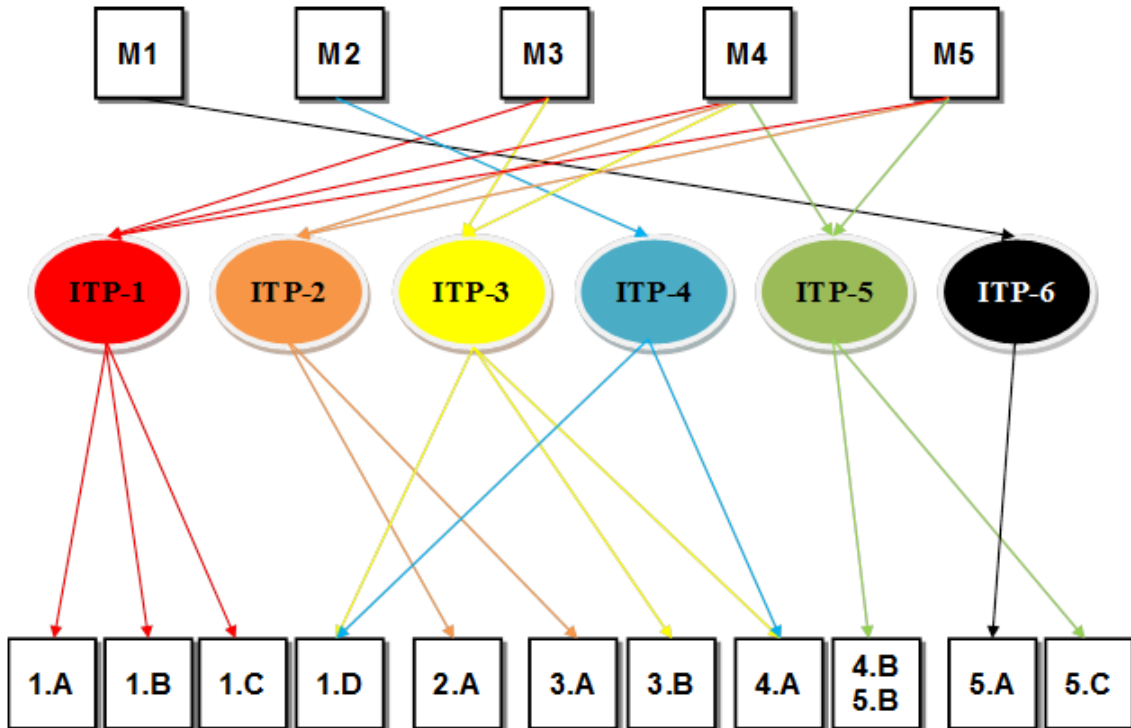 M1
M2
M3
M4
M5
ITP-1
ITP-2
ITP-3
ITP-4
ITP-5
ITP-6
1.A
1.B
1.C
1.D
2.A
3.A
3.B
4.A
4.B
5.B
5.A
5.C